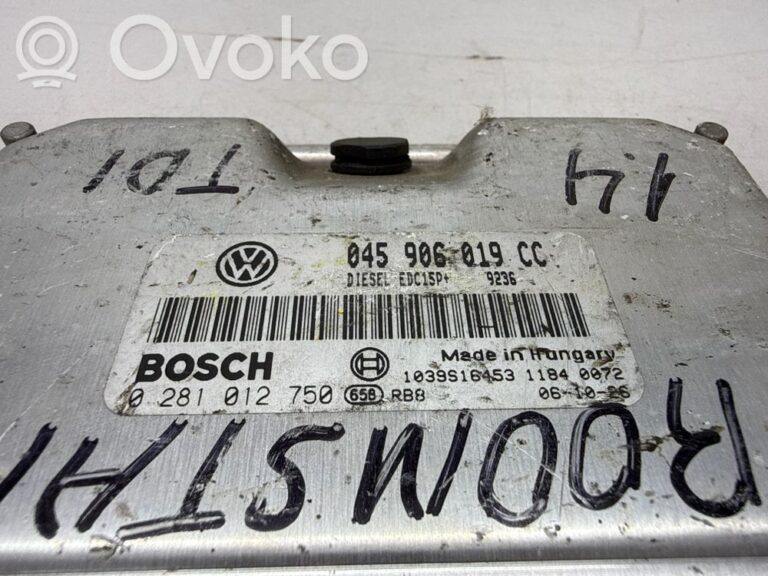 Ovoko
TDI
1.4
045 906 019 CC
DIESEL EDC15P+ 9236
BOSCH
Made in Hungary
1039S16453 1184 0072
0 281 012 750 658 RB8 06-10-26
ROOMSTH